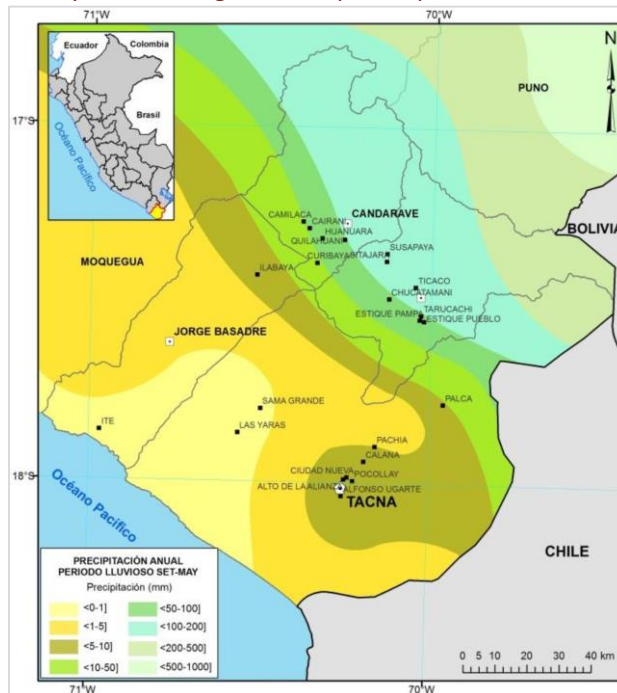 71°W
70°W
Ecuador
Colombia
Brasil
Océano Pacífico
N
PUNO
17°S
BOLIVIA
CAMILACA
CAIRANI
CANDARAVE
HUANUARA
QUILAHUANI
CURIBAYA
SITAJARA
SUSAPAYA
MOQUEGUA
ILABAYA
TICACO
CHUCATAMANI
ESTIQUE PAMPA
TARUCACHI
ESTIQUE PUEBLO
JORGE BASADRE
SAMA GRANDE
PALCA
ITE
LAS YARAS
PACHIA
CALANA
18°S
CIUDAD NUEVA
POCOLLAY
ALTO DE LA ALIANZA
ALFONSO UGARTE
TACNA
Océano Pacífico
CHILE
PRECIPITACIÓN ANUAL
PERIODO LLUVIOSO SET-MAY
Precipitación (mm)
<0-1]
<50-100]
<1-5]
<100-200]
<5-10]
<200-500]
<10-50]
<500-1000]
0 5 10 20 30 40 km
71°W
70°W